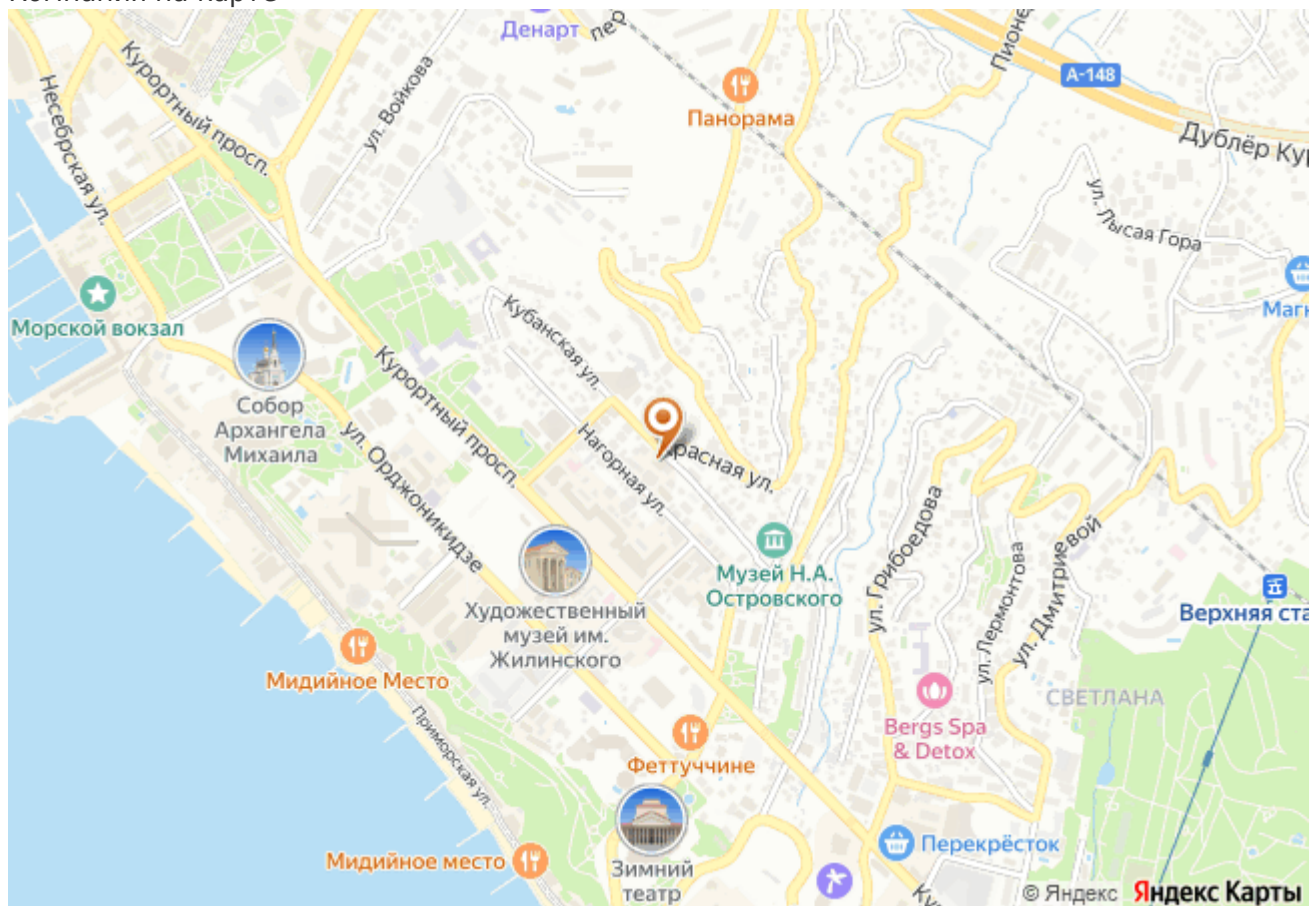 Денарт
пер
Пионе
А-148
Несебрская ул.
Курортный просп.
ул. Войкова
Панорама
Дублёр Кур
ул. Лысая Гора
Магн
Морской вокзал
Собор
Архангела
Михаила
Кубанская ул.
Курортный просп.
ул. Орджоникидзе
Нагорная ул.
Красная ул.
Художественный
музей им.
Жилинского
Музей Н.А.
Островского
ул. Грибоедова
ул. Лермонтова
ул. Дмитриевой
Верхняя ста
СВЕТЛАНА
Мидийное Место
Приморская ул.
Bergs Spa
& Detox
Феттуччине
Мидийное место
Зимний
театр
Перекрёсток
Ку
© Яндекс Яндекс Карты